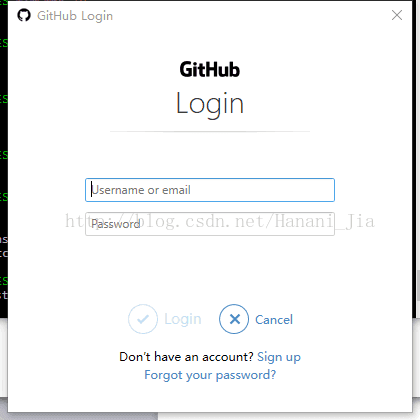 GitHub Login
GitHub
Login
Username or email
Password
http://blog.csdn.net/Hanani_Jia
Login
Cancel
Don't have an account? Sign up
Forgot your password?